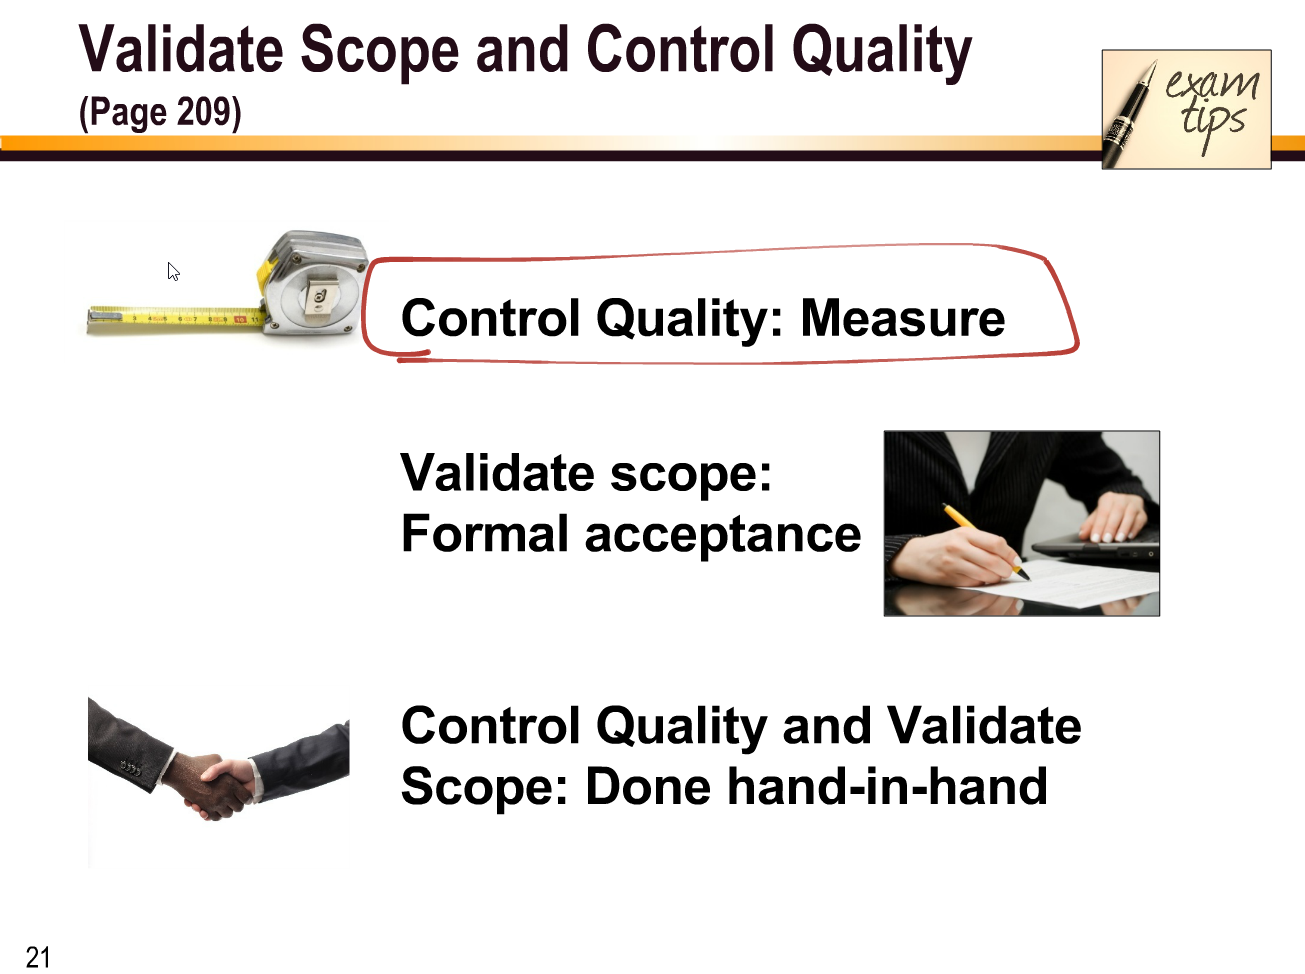 Validate Scope and Control Quality
(Page 209)
exam
tips
Control Quality: Measure
Validate scope:
Formal acceptance
Control Quality and Validate
Scope: Done hand-in-hand
21